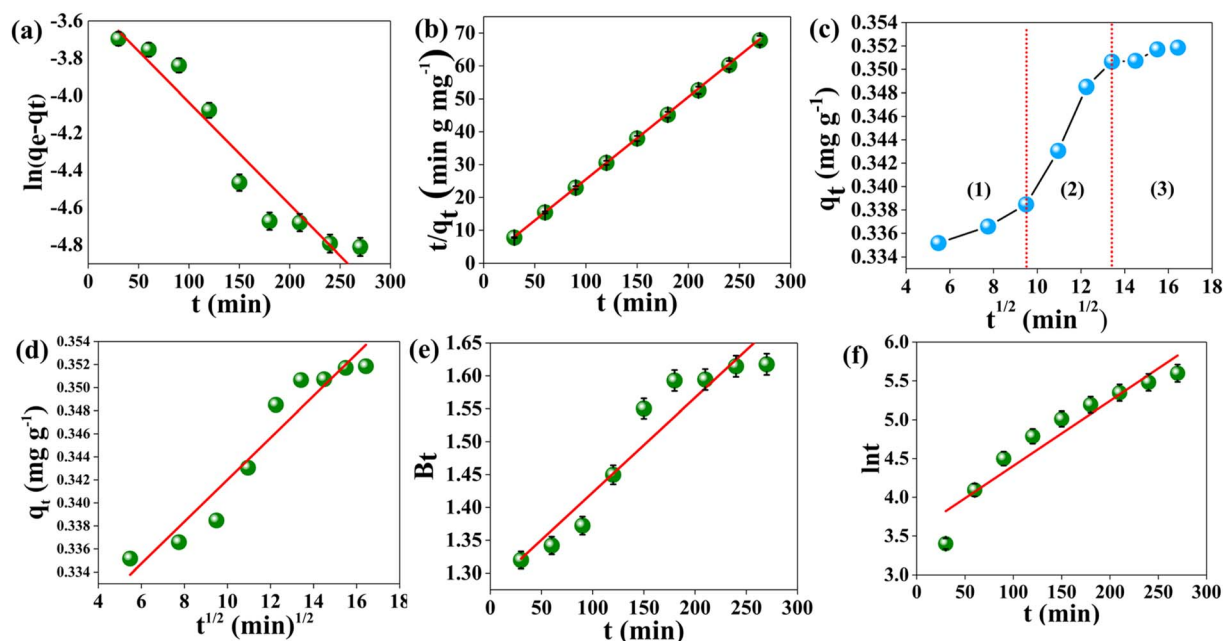 (a)
-3.6
-3.8
-4.0
-4.2
-4.4
-4.6
-4.8
ln(qe-qt)
0 50 100 150 200 250 300
t (min)
(b)
70
60
50
40
30
20
10
0
t/qt (min g mg-1)
0 50 100 150 200 250 300
t (min)
(c)
0.354
0.352
0.350
0.348
0.344
0.342
0.340
0.338
0.336
0.334
qt (mg g-1)
(1) (2) (3)
4 6 8 10 12 14 16 18
t1/2 (min1/2)
(d)
0.354
0.352
0.350
0.348
0.344
0.342
0.340
0.338
0.336
0.334
qt (mg g-1)
4 6 8 10 12 14 16 18
t1/2 (min)1/2
(e)
1.65
1.60
1.55
1.50
1.45
1.40
1.35
1.30
Bt
0 50 100 150 200 250 300
t (min)
(f)
6.0
5.5
5.0
4.5
4.0
3.5
3.0
lnt
0 50 100 150 200 250 300
t (min)